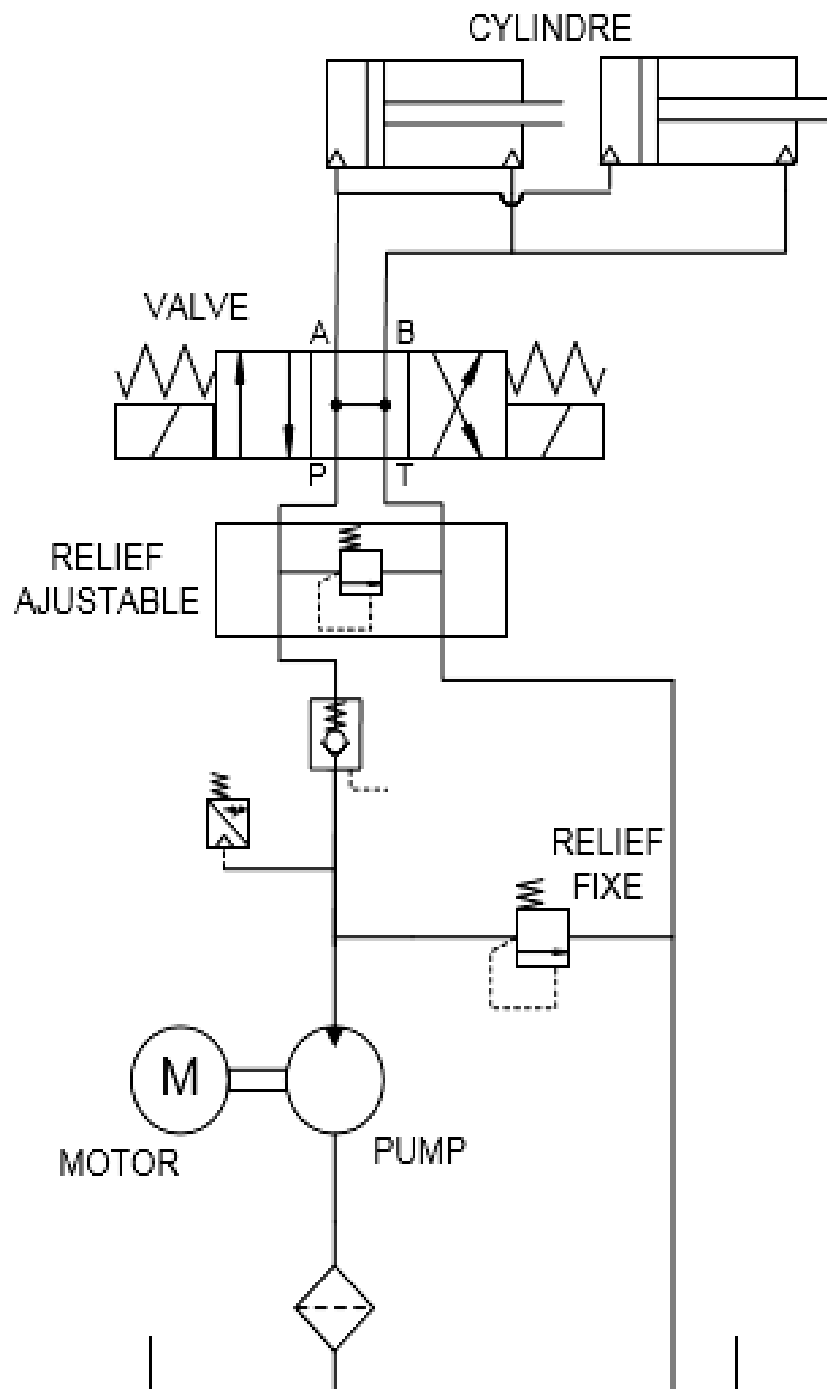 CYLINDRE
VALVE
A B
P T
RELIEF
AJUSTABLE
RELIEF
FIXE
M
MOTOR
PUMP